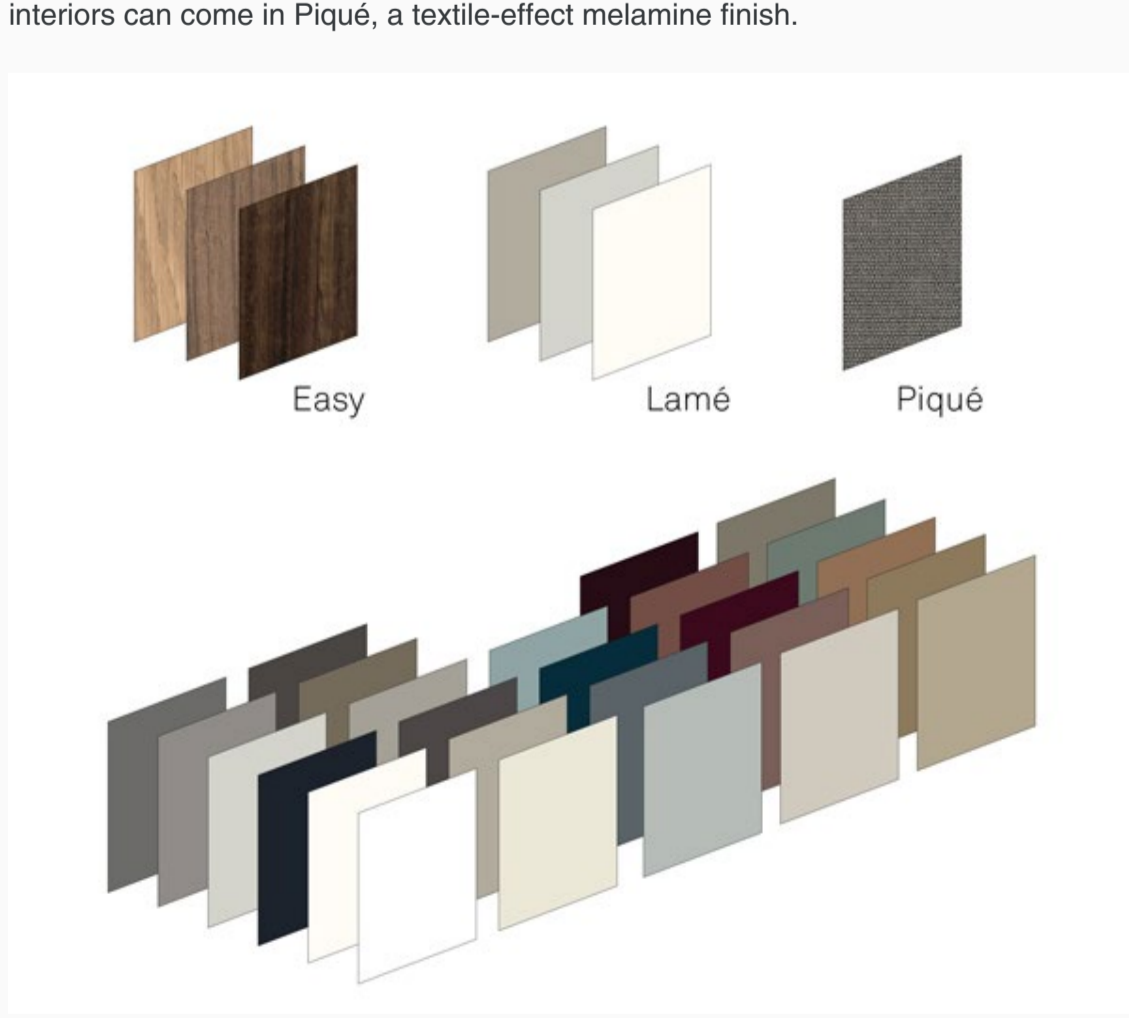 interiors can come in Piqué, a textile-effect melamine finish.
Easy
Lamé
Piqué